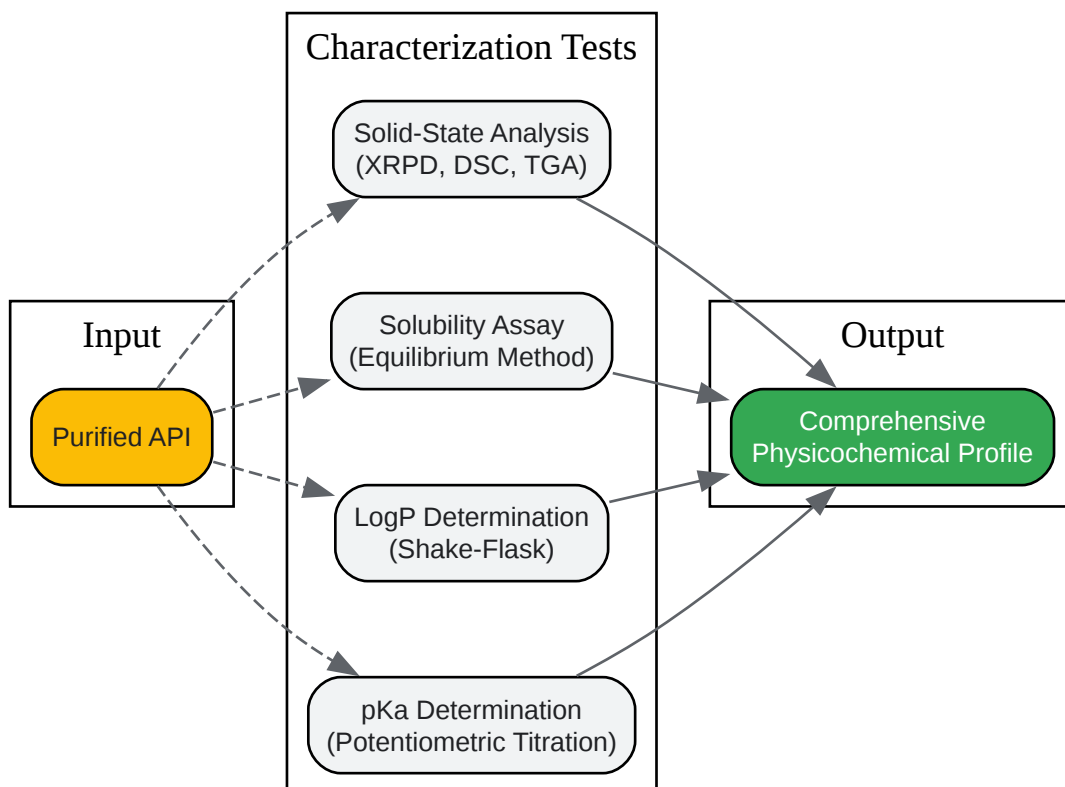 Characterization Tests
Solid-State Analysis
(XRPD, DSC, TGA)
Input
Purified API
Solubility Assay
(Equilibrium Method)
LogP Determination
(Shake-Flask)
pKa Determination
(Potentiometric Titration)
Output
Comprehensive
Physicochemical Profile